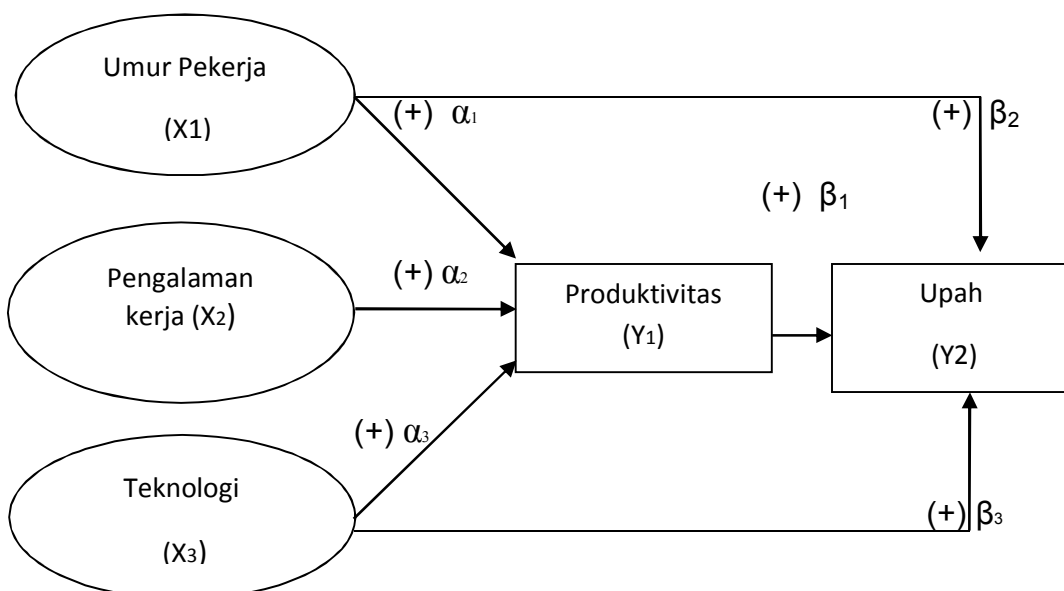 Umur Pekerja
(X1)
(+) α1
(+) β2
(+) β1
Pengalaman
kerja (X2)
(+) α2
Produktivitas
(Y1)
Upah
(Y2)
(+) α3
Teknologi
(X3)
(+) β3